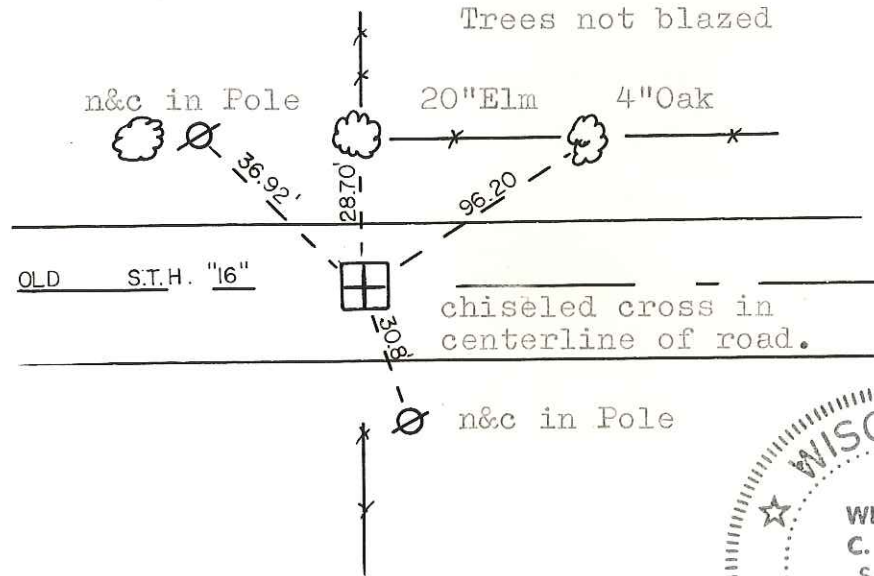 Trees not blazed
n&c in Pole
20"Elm
4"Oak
36.92'
28.70'
96.20
OLD S.T.H. "16"
chiseled cross in
centerline of road.
30.8'
n&c in Pole
C.